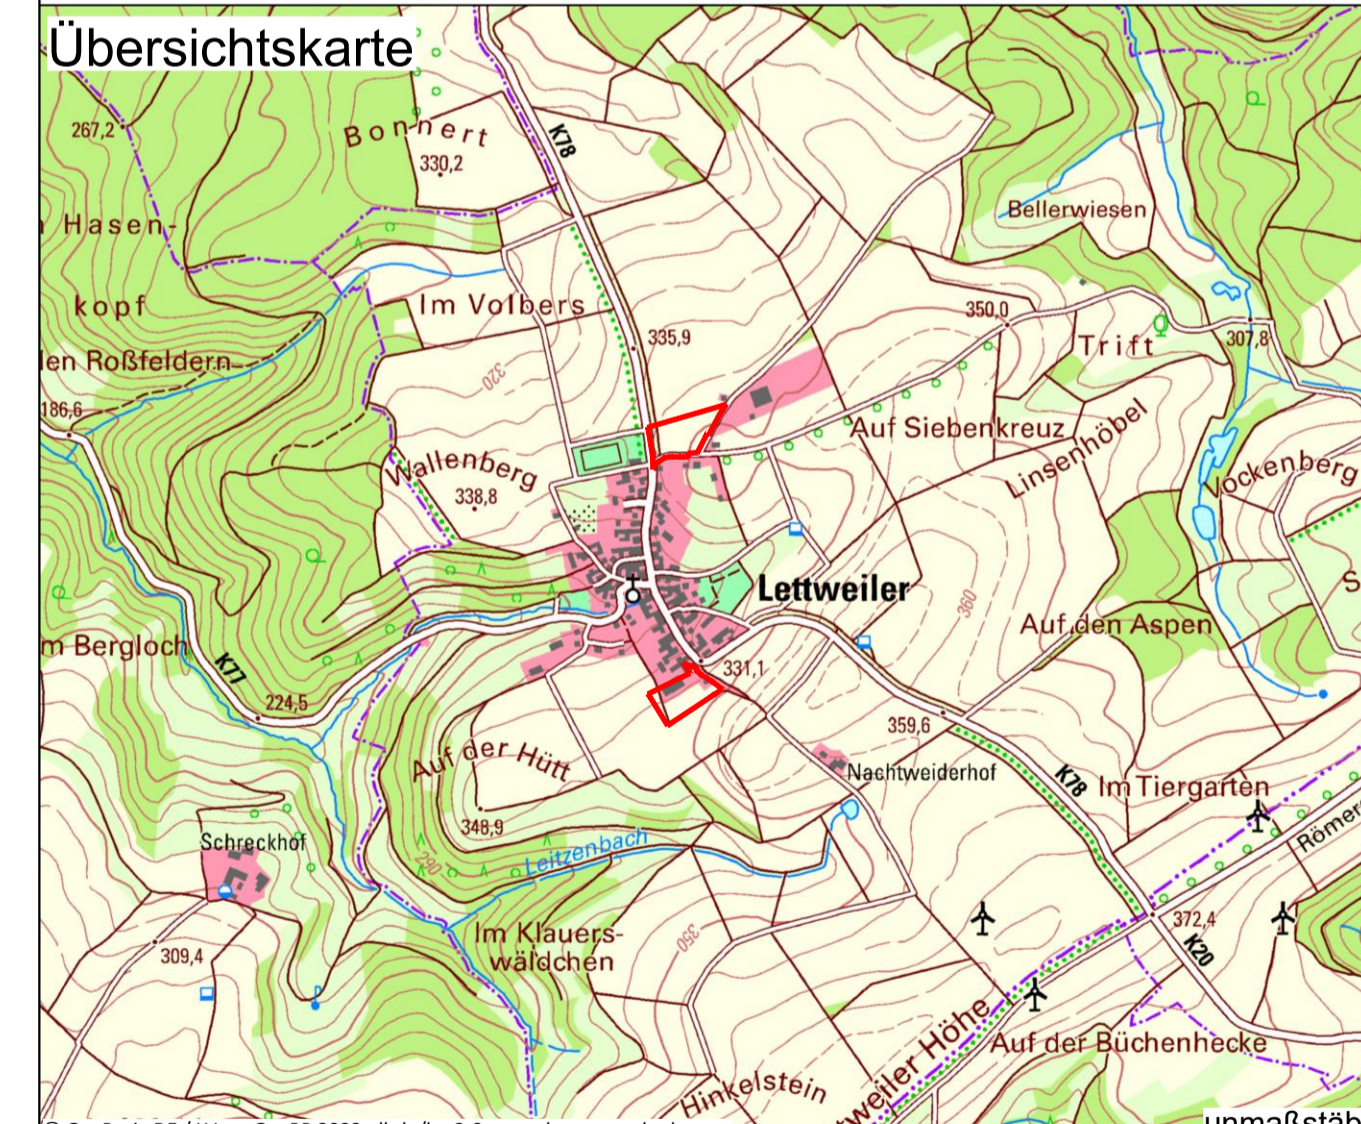 Übersichtskarte
K78
267,2
Bonnert
330,2
Hasen-
kopf
Bellerwiesen
Im Volbers
350,0
335,9
Trift
307,8
den Roßfeldern
320
186,6
Auf Siebenkreuz
Linsenhöbel
Wallenberg
338,8
Vockenberg
Lettweiler
360
Auf den Aspen
m Bergloch
K77
224,5
331,1
359,6
Auf der Hütt
Nachtweiderhof
K78
Im Tiergarten
348,9
Schreckhof
290
Leitzenbach
Römer
372,4
Im Klauers-
wäldchen
350
K20
309,4
Auf der Büchenhecke
weiler Höhe
Hinkelstein
unmaßstäb